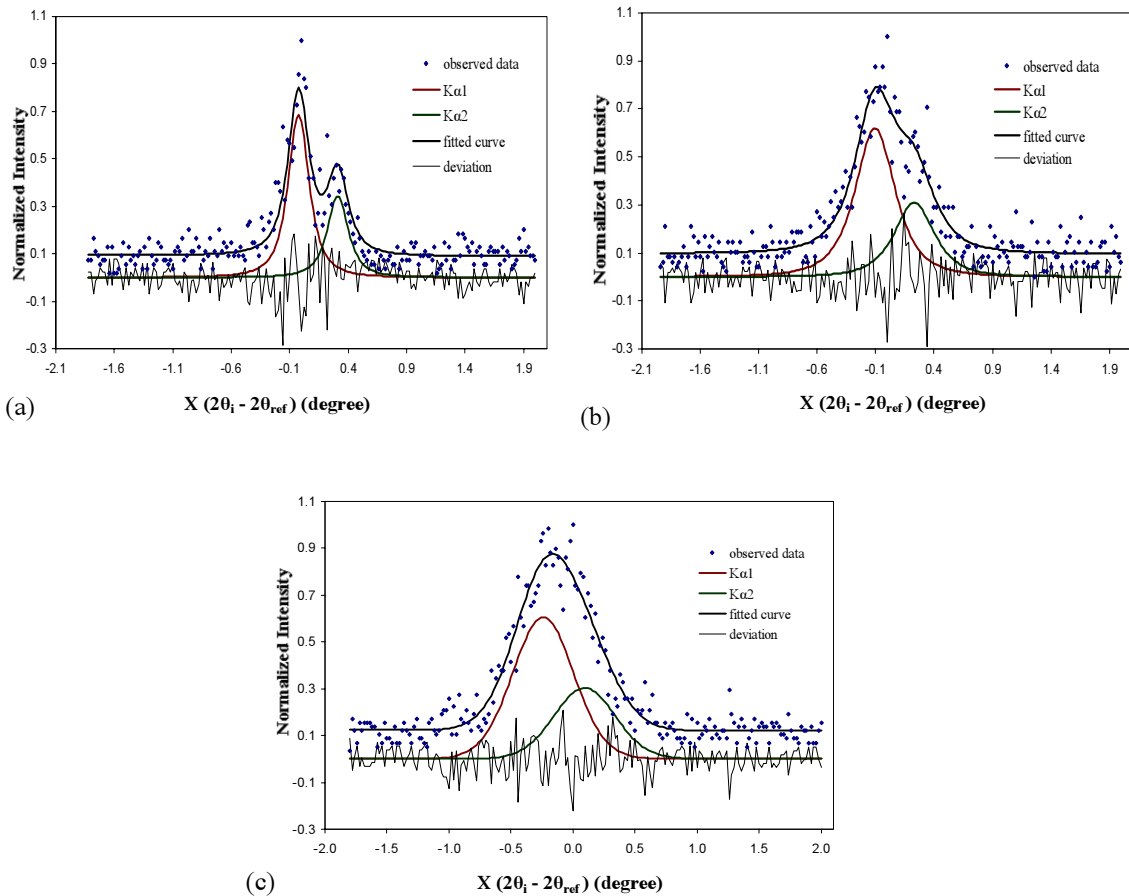 1.1
0.9
0.7
0.5
0.3
0.1
-0.1
-0.3
Normalized Intensity
observed data
Kα1
Kα2
fitted curve
deviation
-2.1 -1.6 -1.1 -0.6 -0.1 0.4 0.9 1.4 1.9
X (2θi - 2θref) (degree)
(a)
1.1
0.9
0.7
0.5
0.3
0.1
-0.1
-0.3
Normalized Intensity
observed data
Kα1
Kα2
fitted curve
deviation
-2.1 -1.6 -1.1 -0.6 -0.1 0.4 0.9 1.4 1.9
X (2θi - 2θref) (degree)
(b)
1.1
0.9
0.7
0.5
0.3
0.1
-0.1
-0.3
Normalized Intensity
observed data
Kα1
Kα2
fitted curve
deviation
-2.0 -1.5 -1.0 -0.5 0.0 0.5 1.0 1.5 2.0
X (2θi - 2θref) (degree)
(c)